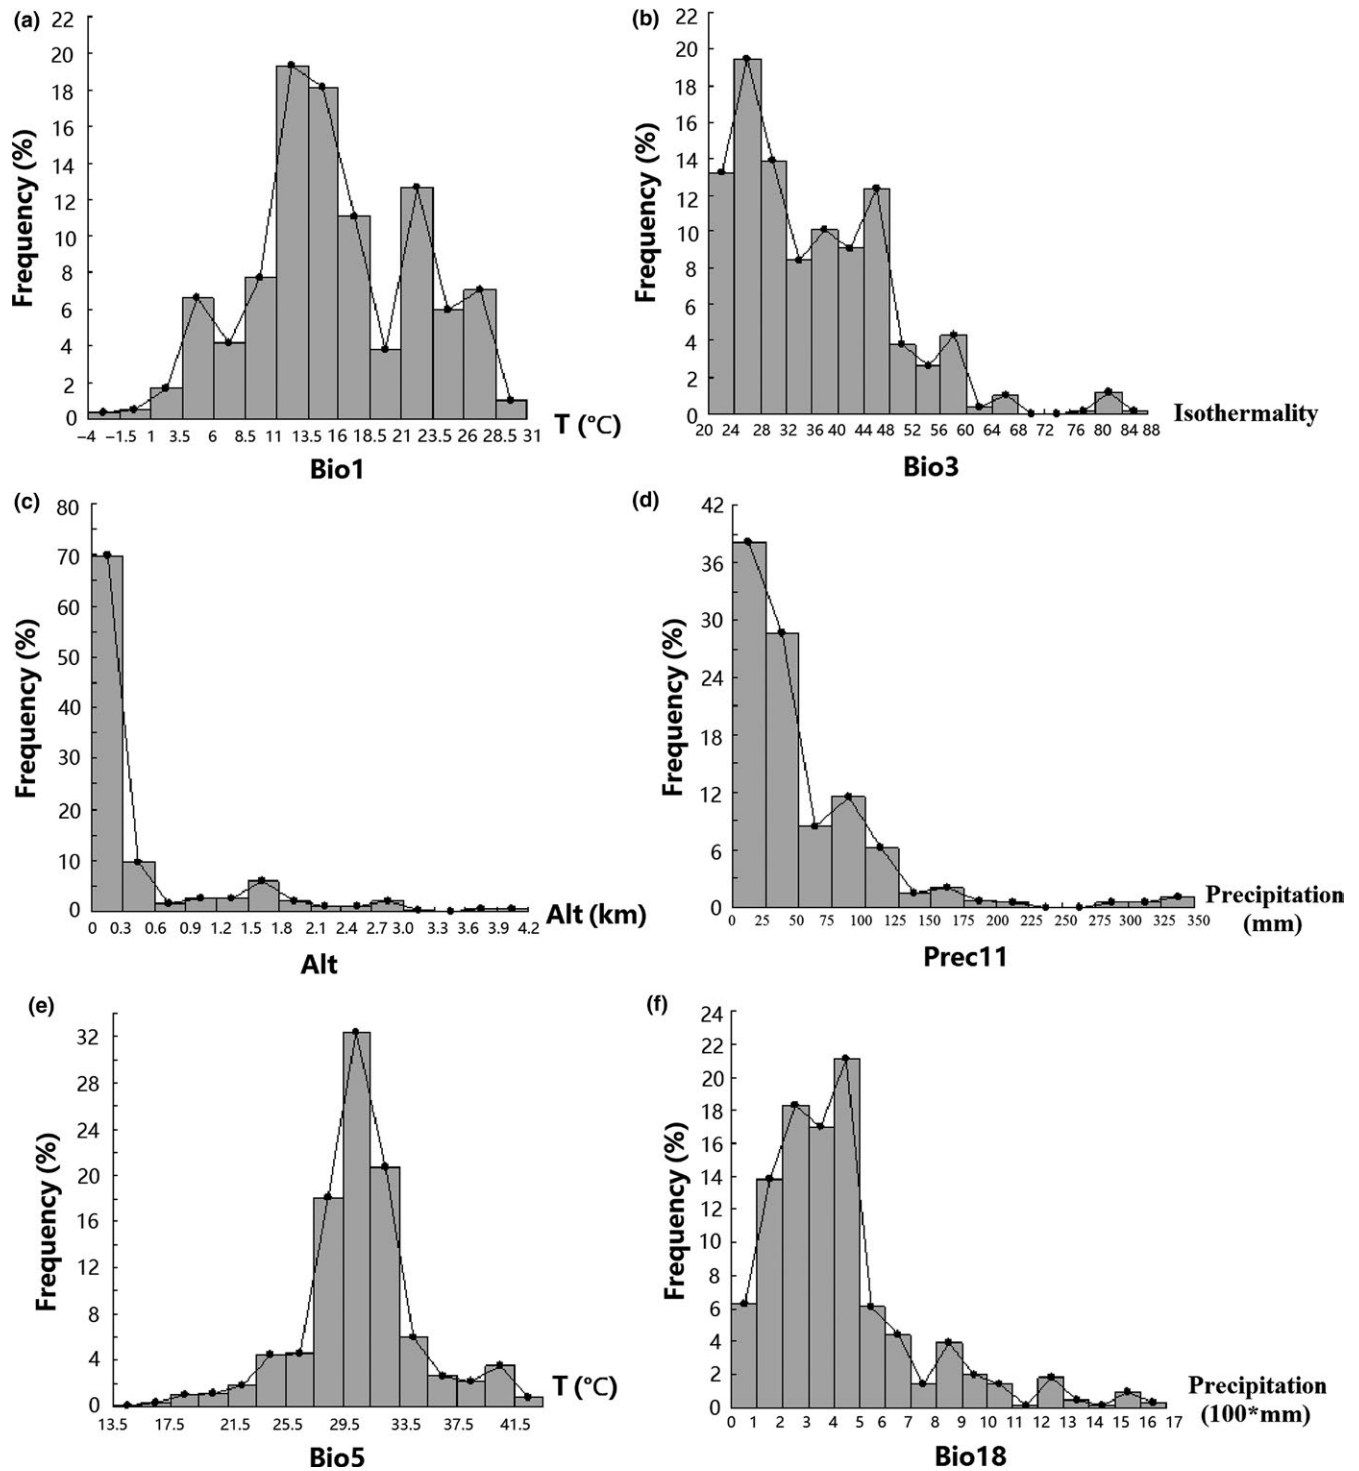 (a)
22
20
18
16
14
12
10
8
6
4
2
0
Frequency (%)
−4 −1.5 1 3.5 6 8.5 11 13.5 16 18.5 21 23.5 26 28.5 31
T (°C)
Bio1
(b)
22
20
18
16
14
12
10
8
6
4
2
0
Frequency (%)
20 24 28 32 36 40 44 48 52 56 60 64 68 72 76 80 84 88
Isothermality
Bio3
(c)
80
70
60
50
40
30
20
10
0
Frequency (%)
0 0.3 0.6 0.9 1.2 1.5 1.8 2.1 2.4 2.7 3.0 3.3 3.6 3.9 4.2
Alt (km)
Alt
(d)
42
36
30
24
18
12
6
0
Frequency (%)
0 25 50 75 100 125 150 175 200 225 250 275 300 325 350
Precipitation
(mm)
Prec11
(e)
32
28
24
20
16
12
8
4
0
Frequency (%)
13.5 17.5 21.5 25.5 29.5 33.5 37.5 41.5
T (°C)
Bio5
(f)
24
22
20
18
16
14
12
10
8
6
4
2
0
Frequency (%)
0 1 2 3 4 5 6 7 8 9 10 11 12 13 14 15 16 17
Precipitation
(100*mm)
Bio18